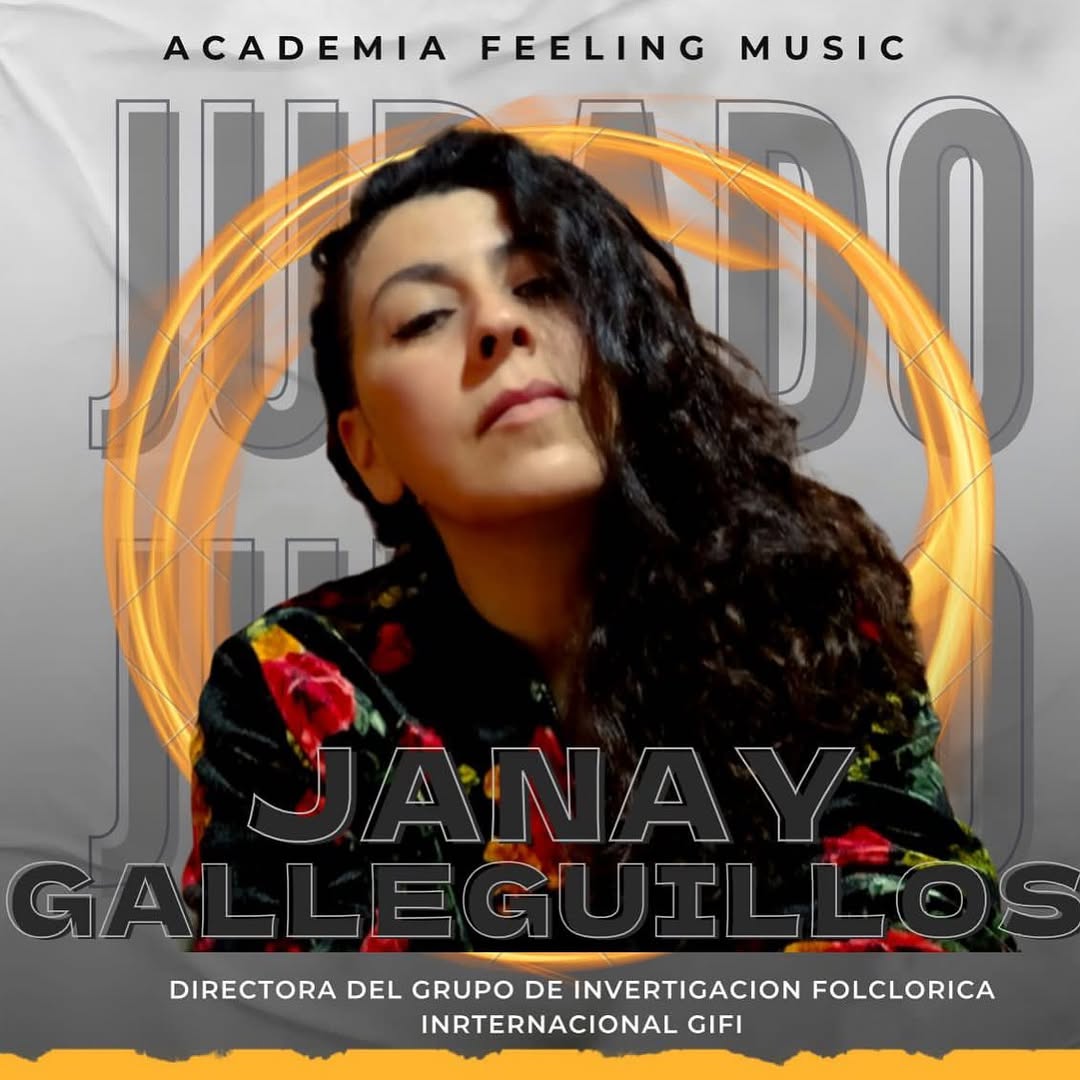 ACADEMIA FEELING MUSIC
JURADO
JANAY
GALLEGUILLOS
DIRECTORA DEL GRUPO DE INVERTIGACION FOLCLORICA
INRTERNACIONAL GIFI